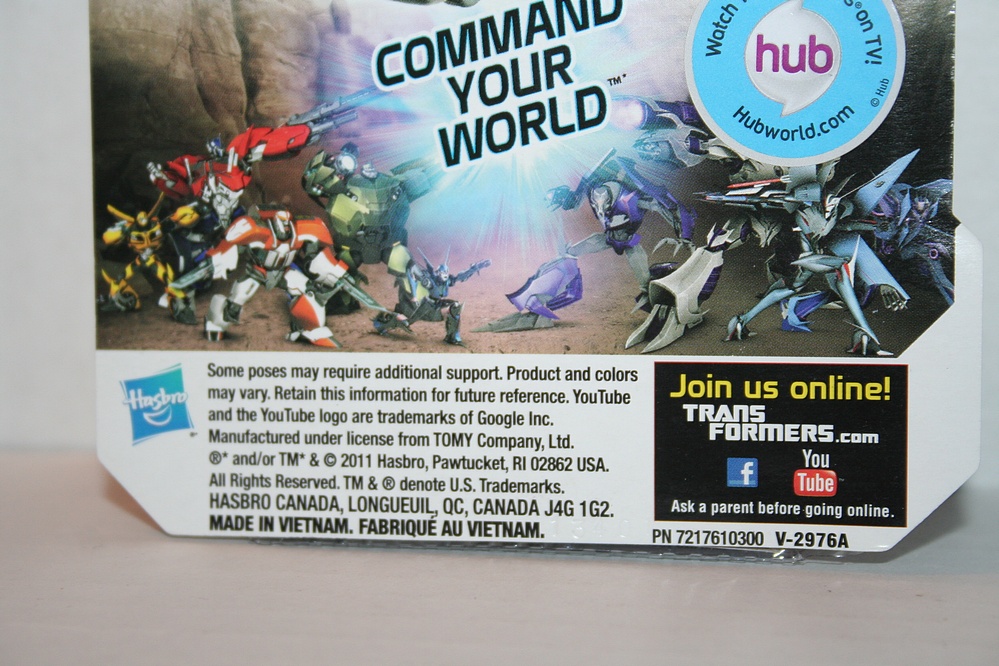 COMMAND
YOUR
WORLD™*
Watch
on TV!
hub
Hubworld.com
© Hub
Hasbro
Some poses may require additional support. Product and colors
may vary. Retain this information for future reference. YouTube
and the YouTube logo are trademarks of Google Inc.
Manufactured under license from TOMY Company, Ltd.
®* and/or TM* & © 2011 Hasbro, Pawtucket, RI 02862 USA.
All Rights Reserved. TM & ® denote U.S. Trademarks.
HASBRO CANADA, LONGUEUIL, QC, CANADA J4G 1G2.
MADE IN VIETNAM. FABRIQUÉ AU VIETNAM.
Join us online!
TRANS
FORMERS.com
f
You
Tube
Ask a parent before going online.
PN 7217610300 V-2976A